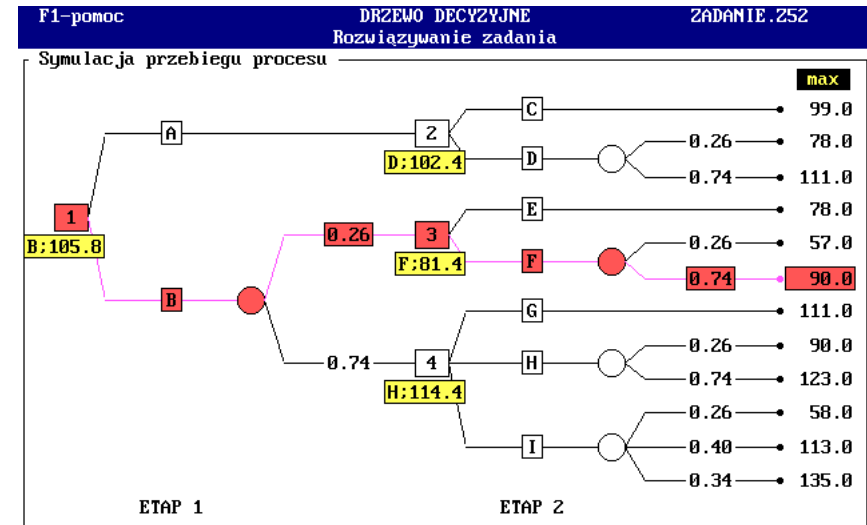 F1-pomoc DRZEWO DECYZYJNE ZADANIE.Z52
Rozwiązywanie zadania
Symulacja przebiegu procesu
max
C 99.0
A 2 0.26 78.0
D;102.4 D
0.74 111.0
1 E 78.0
B;105.8 0.26 3 0.26 57.0
F;81.4 F
0.74 90.0
B G 111.0
0.26 90.0
0.74 4 H
H;114.4 0.74 123.0
0.26 58.0
I 0.40 113.0
0.34 135.0
ETAP 1 ETAP 2